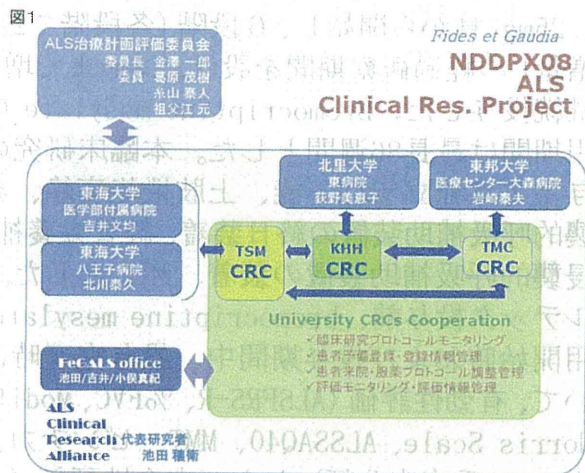 図1
ALS治療計画評価委員会
委員長 金澤 一郎
委員 葛原 茂樹
糸山 泰人
祖父江 元
Fides et Gaudia
NDDPX08
ALS
Clinical Res. Project
東海大学
医学部付属病院
吉井文均
東海大学
八王子病院
北川泰久
北里大学
東病院
荻野美恵子
東邦大学
医療センター大森病院
岩崎泰夫
TSM
CRC
KHH
CRC
TMC
CRC
University CRCs Cooperation
✓臨床研究プロトコールモニタリング
✓患者予備登録・登録情報管理
✓患者来院・服薬プロトコール調整管理
✓評価モニタリング・評価情報管理
FeGALS office
池田/吉井/小俣真紀
ALS
Clinical
Research 代表研究者
Alliance 池田 穰衛